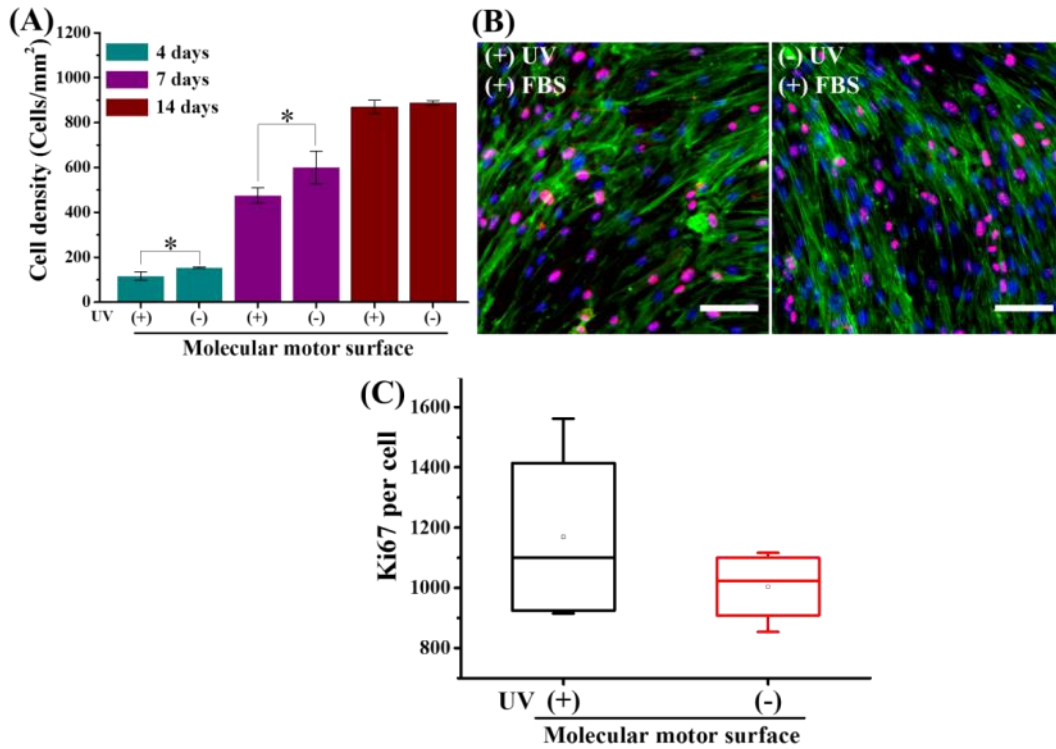 (A)
Cell density (Cells/mm²)
1200
1000
800
600
400
200
0
4 days
7 days
14 days
*
*
UV (+) (-) (+) (-) (+) (-)
Molecular motor surface
(B)
(+) UV
(+) FBS
(-) UV
(+) FBS
(C)
Ki67 per cell
1600
1400
1200
1000
800
UV (+) (-)
Molecular motor surface